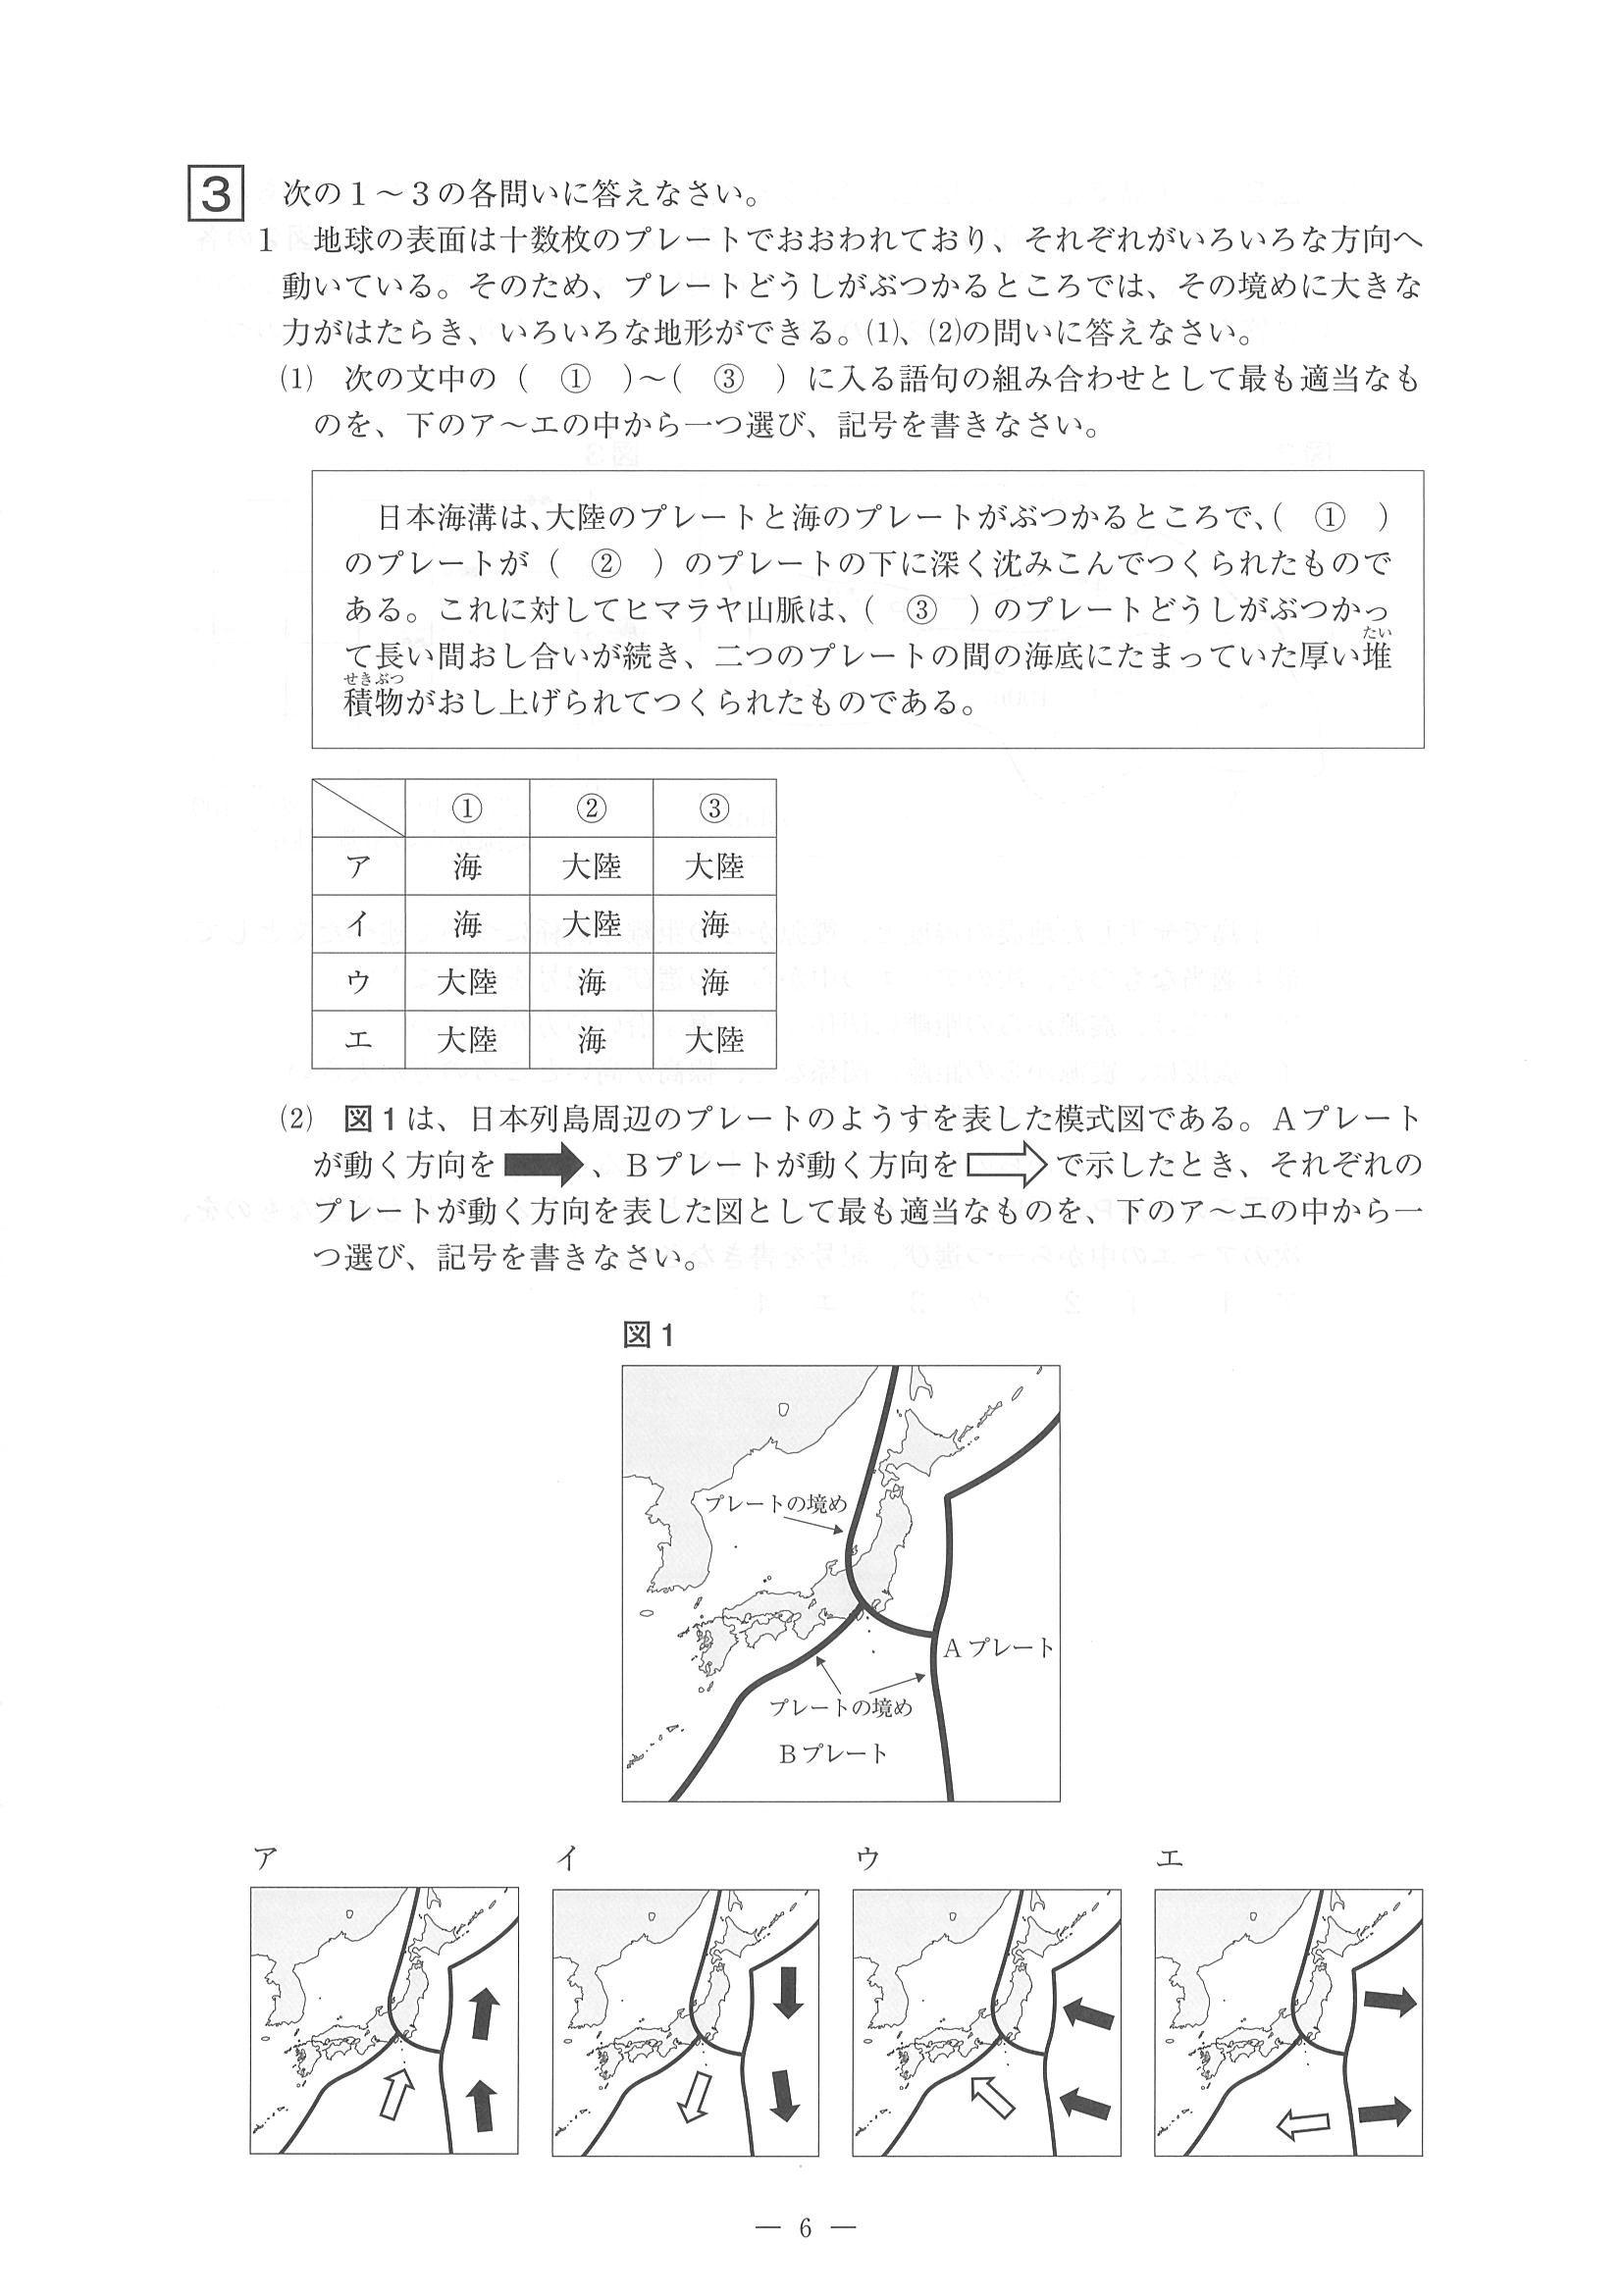 3 次の1～3の各問いに答えなさい。
1 地球の表面は十数枚のプレートでおおわれており、それぞれがいろいろな方向へ
動いている。そのため、プレートどうしがぶつかるところでは、その境めに大きな
力がはたらき、いろいろな地形ができる。⑴、⑵の問いに答えなさい。
⑴ 次の文中の（ ① ）～（ ③ ）に入る語句の組み合わせとして最も適当なも
のを、下のア～エの中から一つ選び、記号を書きなさい。
日本海溝は、大陸のプレートと海のプレートがぶつかるところで、（ ① ）
のプレートが（ ② ）のプレートの下に深く沈みこんでつくられたもので
ある。これに対してヒマラヤ山脈は、（ ③ ）のプレートどうしがぶつかっ
たい
て長い間おし合いが続き、二つのプレートの間の海底にたまっていた厚い堆
せきぶつ
積物がおし上げられてつくられたものである。
① ② ③
ア 海 大陸 大陸
イ 海 大陸 海
ウ 大陸 海 海
エ 大陸 海 大陸
⑵ 図1は、日本列島周辺のプレートのようすを表した模式図である。Aプレート
が動く方向を 、Bプレートが動く方向を で示したとき、それぞれの
プレートが動く方向を表した図として最も適当なものを、下のア～エの中から一
つ選び、記号を書きなさい。
図1
プレートの境め
Aプレート
プレートの境め
Bプレート
ア イ ウ エ
― 6 ―